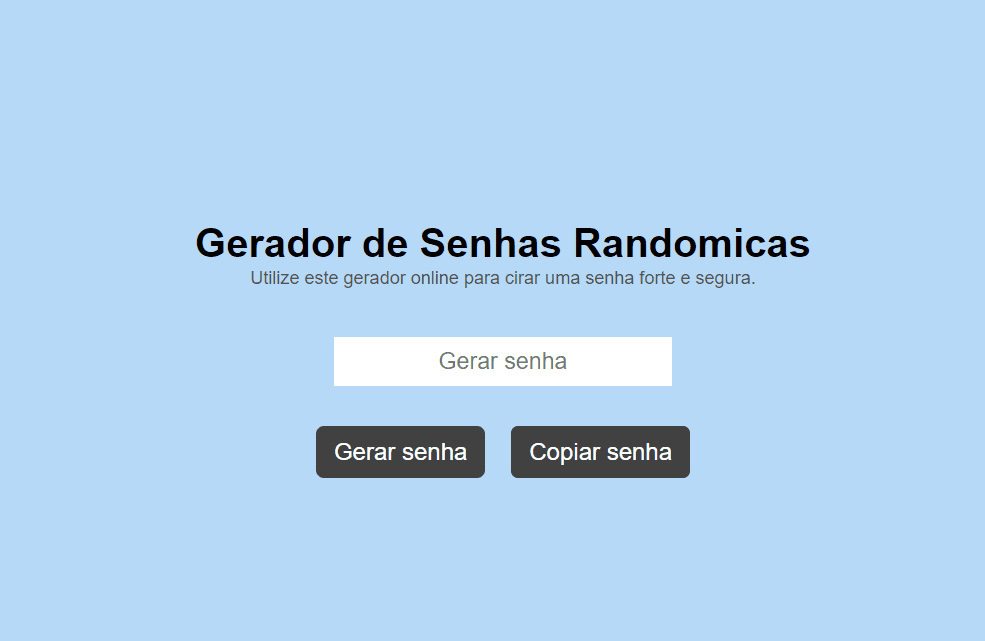 Gerador de Senhas Randomicas
Utilize este gerador online para cirar uma senha forte e segura.
Gerar senha
Gerar senha
Copiar senha